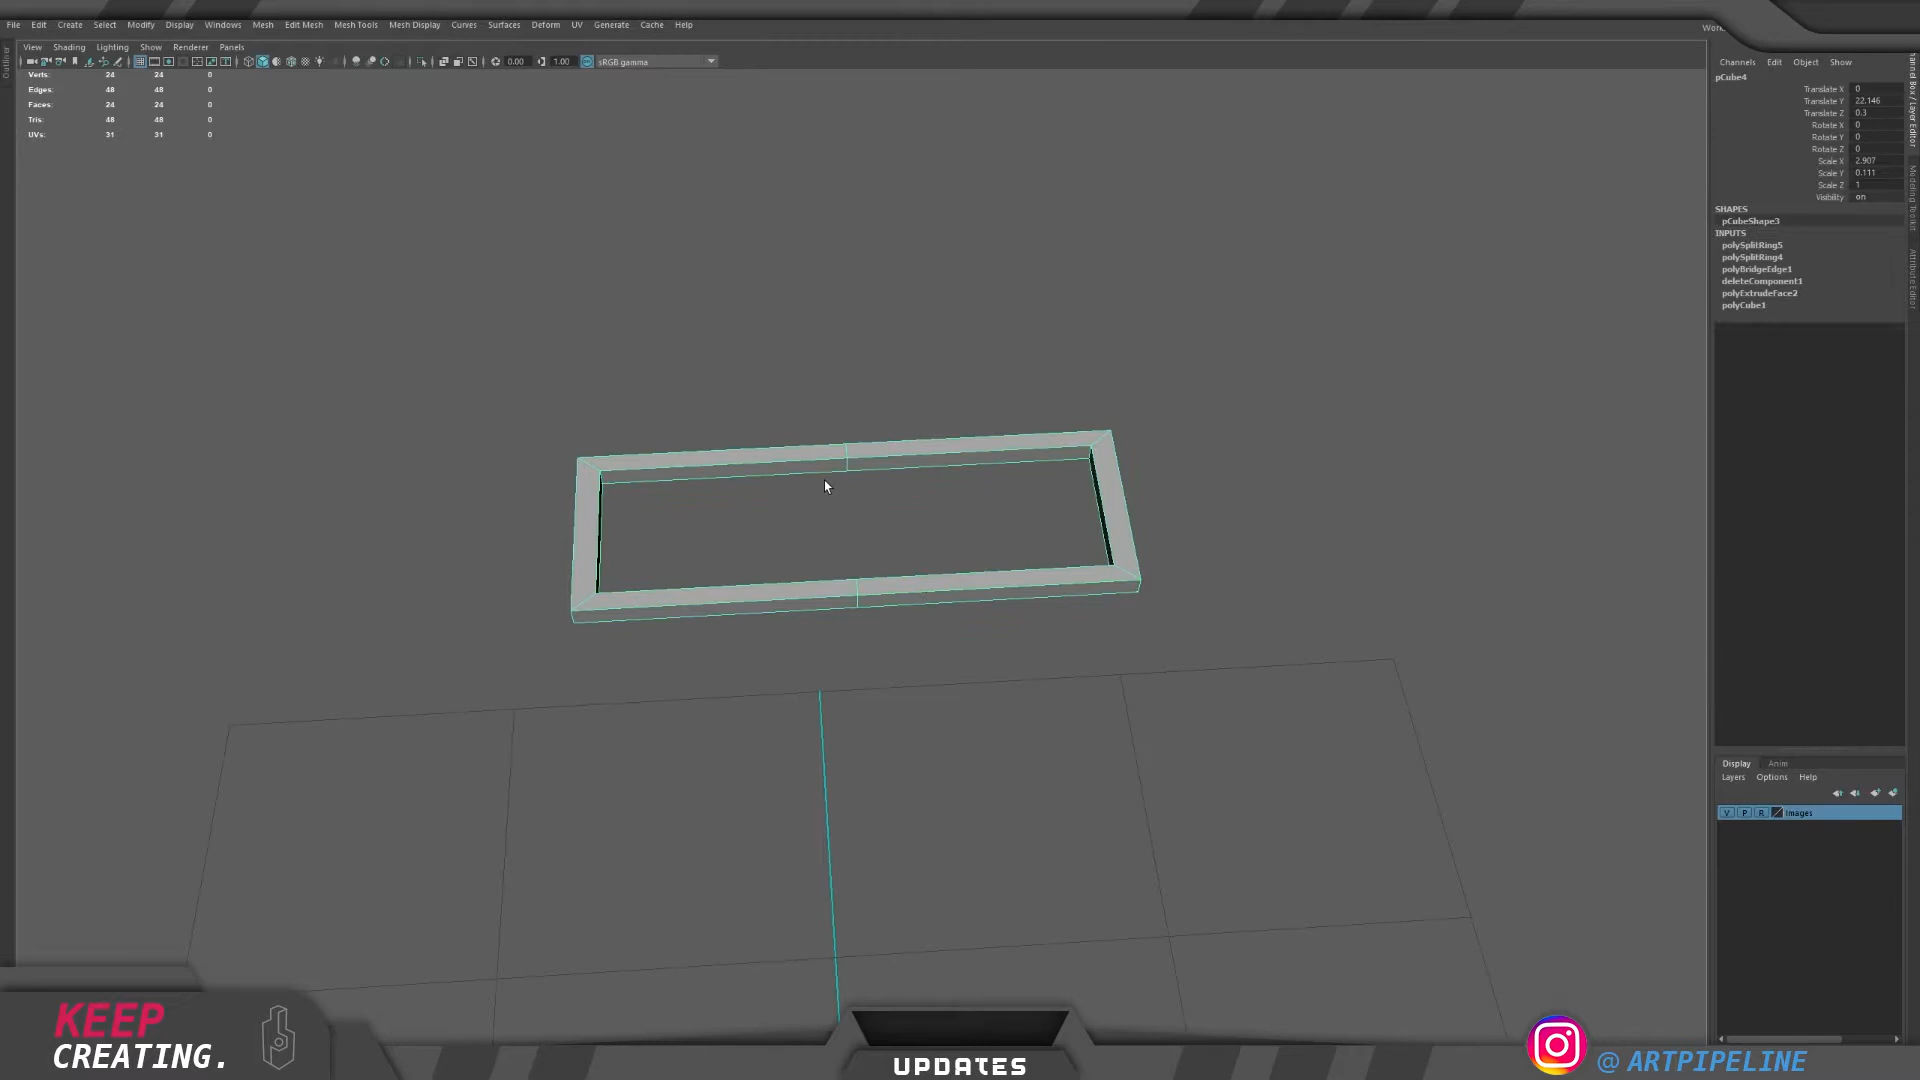 File Edit Create Select Modify Display Windows Mesh Edit Mesh Mesh Tools Mesh Display Curves Surfaces Deform UV Generate Cache Help
View Shading Lighting Show Renderer Panels
0.00 1.00 sRGB gamma
Verts: 24 24 0
Edges: 48 48 0
Faces: 24 24 0
Tris: 48 48 0
UVs: 31 31 0
Outliner
Channels Edit Object Show
pCube4
Translate X 0
Translate Y 22.146
Translate Z 0.3
Rotate X 0
Rotate Y 0
Rotate Z 0
Scale X 2.907
Scale Y 0.111
Scale Z 1
Visibility on
SHAPES
pCubeShape3
INPUTS
polySplitRing5
polySplitRing4
polyBridgeEdge1
deleteComponent1
polyExtrudeFace2
polyCube1
Modeling Toolkit
Attribute Editor
Display Anim
Layers Options Help
V P R Images
KEEP
CREATING.
UPDATES
@ ARTPIPELINE